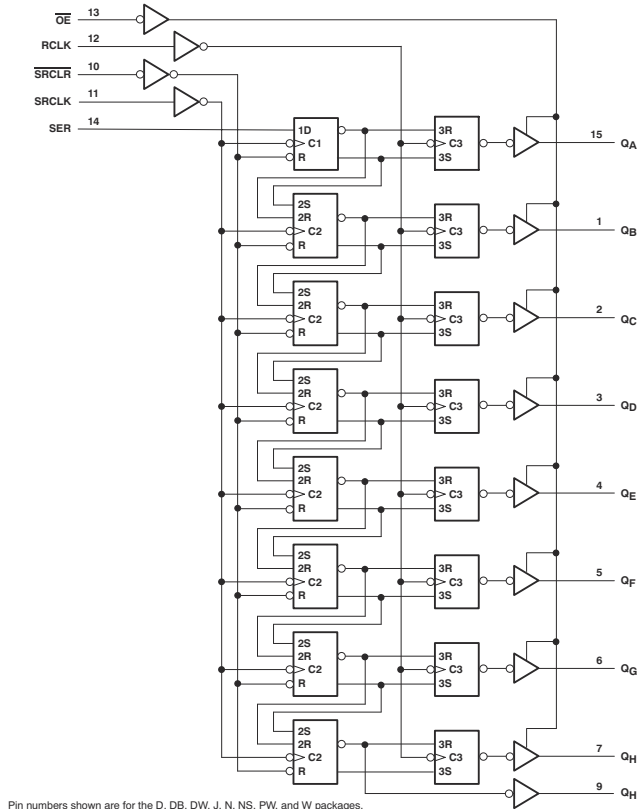 OE 13
RCLK 12
SRCLR 10
SRCLK 11
SER 14
1D
C1
R
3R
C3
3S
15 QA
2S
2R
C2
R
3R
C3
3S
1 QB
2S
2R
C2
R
3R
C3
3S
2 QC
2S
2R
C2
R
3R
C3
3S
3 QD
2S
2R
C2
R
3R
C3
3S
4 QE
2S
2R
C2
R
3R
C3
3S
5 QF
2S
2R
C2
R
3R
C3
3S
6 QG
2S
2R
C2
R
3R
C3
3S
7 QH
9 QH
Pin numbers shown are for the D, DB, DW, J, N, NS, PW, and W packages.